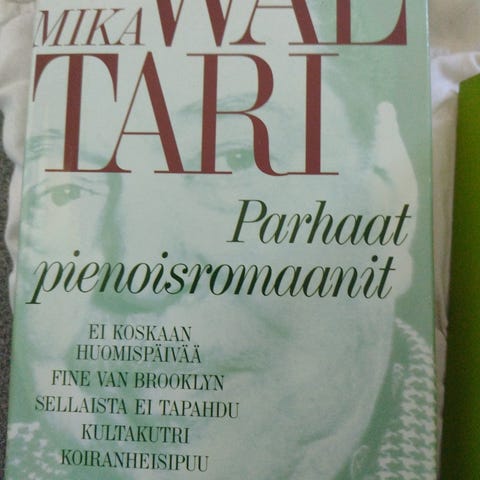 MIKA WAL
TARI
Parhaat
pienoisromaanit
EI KOSKAAN
HUOMISPÄIVÄÄ
FINE VAN BROOKLYN
SELLAISTA EI TAPAHDU
KULTAKUTRI
KOIRANHEISIPUU